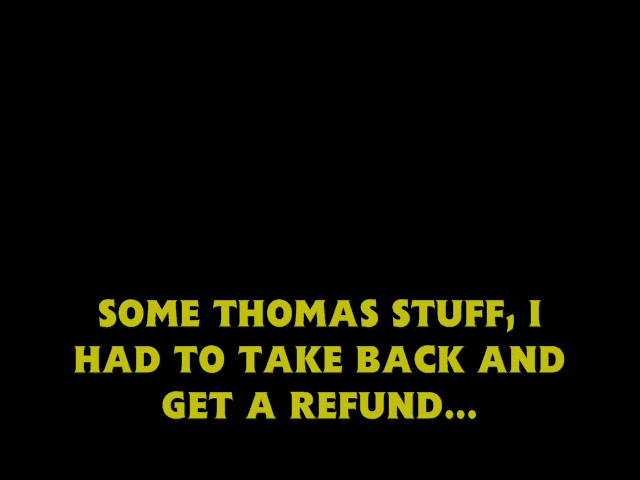 SOME THOMAS STUFF, I
HAD TO TAKE BACK AND
GET A REFUND...